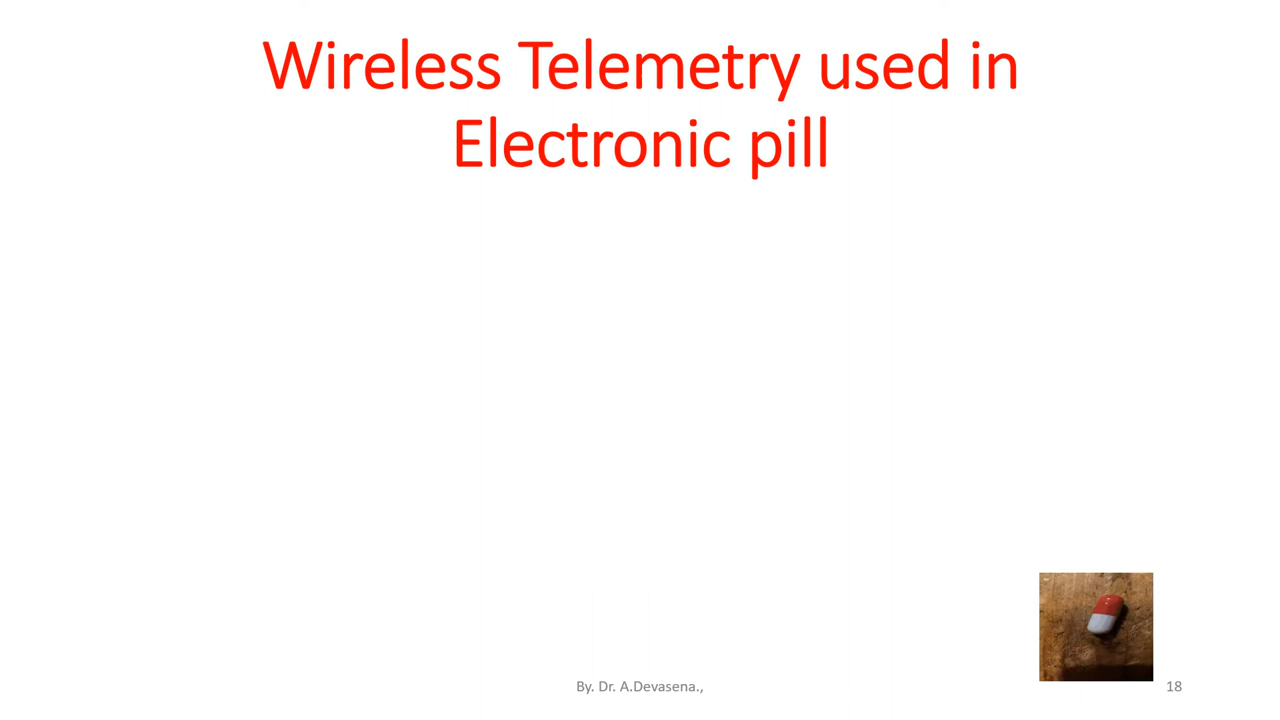 Wireless Telemetry used in
Electronic pill
By. Dr. A.Devasena.,
18